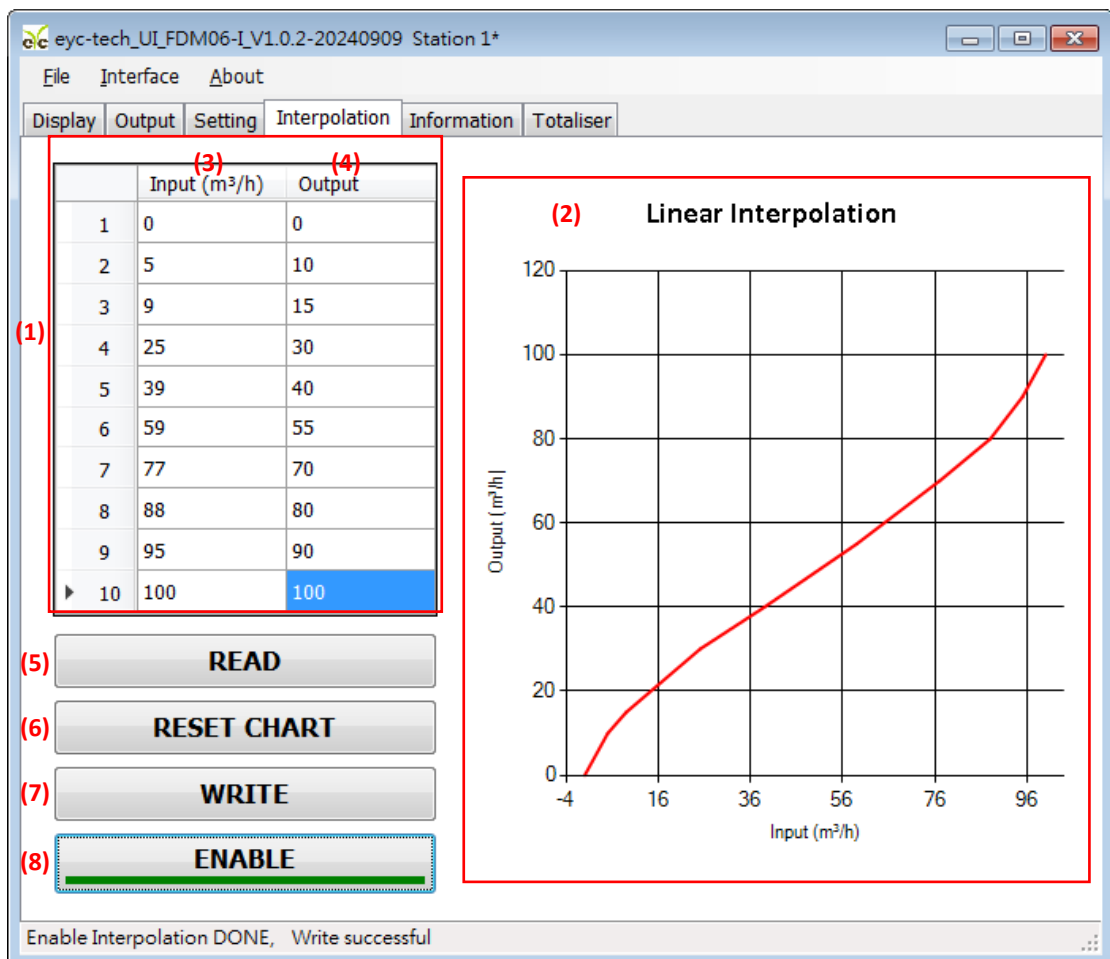 eyc eyc-tech_UI_FDM06-I_V1.0.2-20240909 Station 1*
File Interface About
Display Output Setting Interpolation Information Totaliser
(3) (4)
Input (m³/h) Output
1 0 0
2 5 10
3 9 15
(1)
4 25 30
5 39 40
6 59 55
7 77 70
8 88 80
9 95 90
10 100 100
(5) READ
(6) RESET CHART
(7) WRITE
(8) ENABLE
(2) Linear Interpolation
120
100
80
60
40
20
0
Output (m³/h)
-4 16 36 56 76 96
Input (m³/h)
Enable Interpolation DONE, Write successful